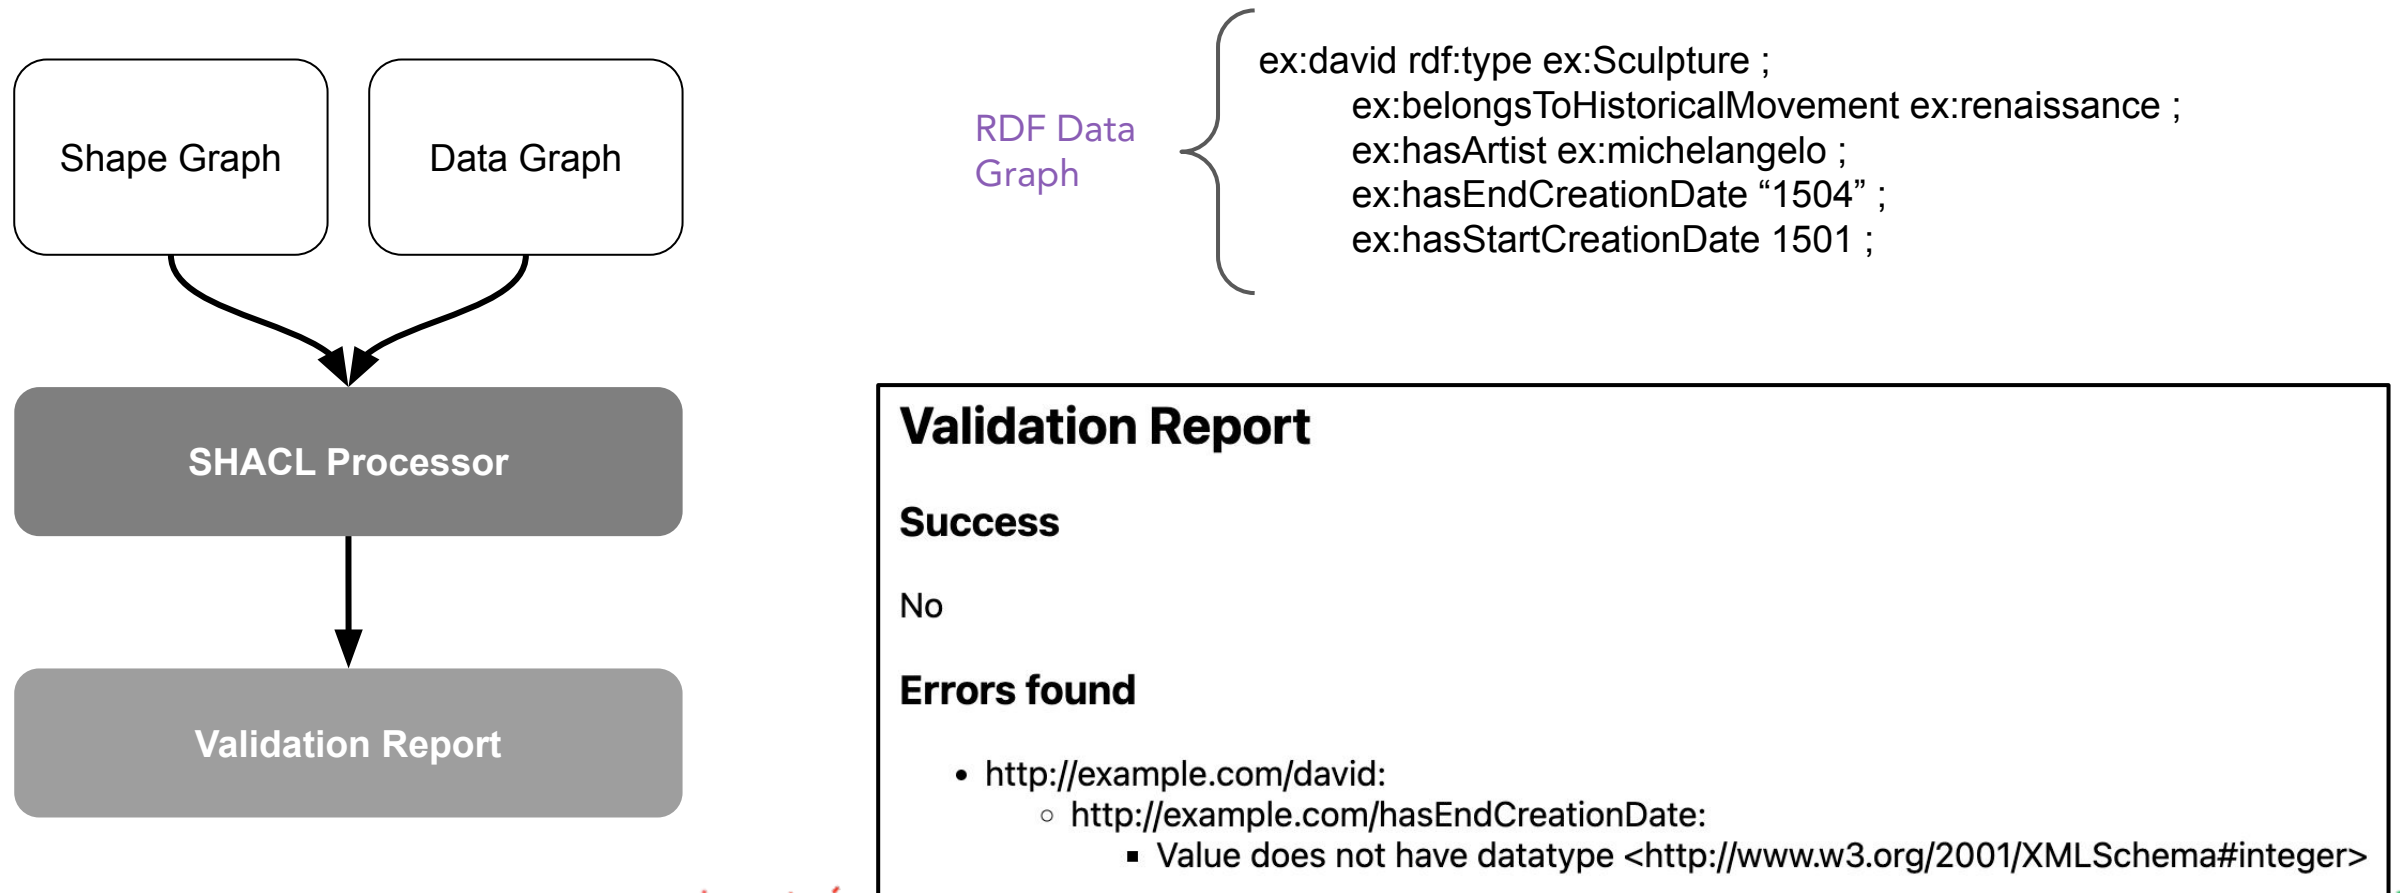 Shape Graph
Data Graph
SHACL Processor
Validation Report
RDF Data
Graph
ex:david rdf:type ex:Sculpture ;
ex:belongsToHistoricalMovement ex:renaissance ;
ex:hasArtist ex:michelangelo ;
ex:hasEndCreationDate “1504” ;
ex:hasStartCreationDate 1501 ;
Validation Report
Success
No
Errors found
• http://example.com/david:
◦ http://example.com/hasEndCreationDate:
▪ Value does not have datatype <http://www.w3.org/2001/XMLSchema#integer>